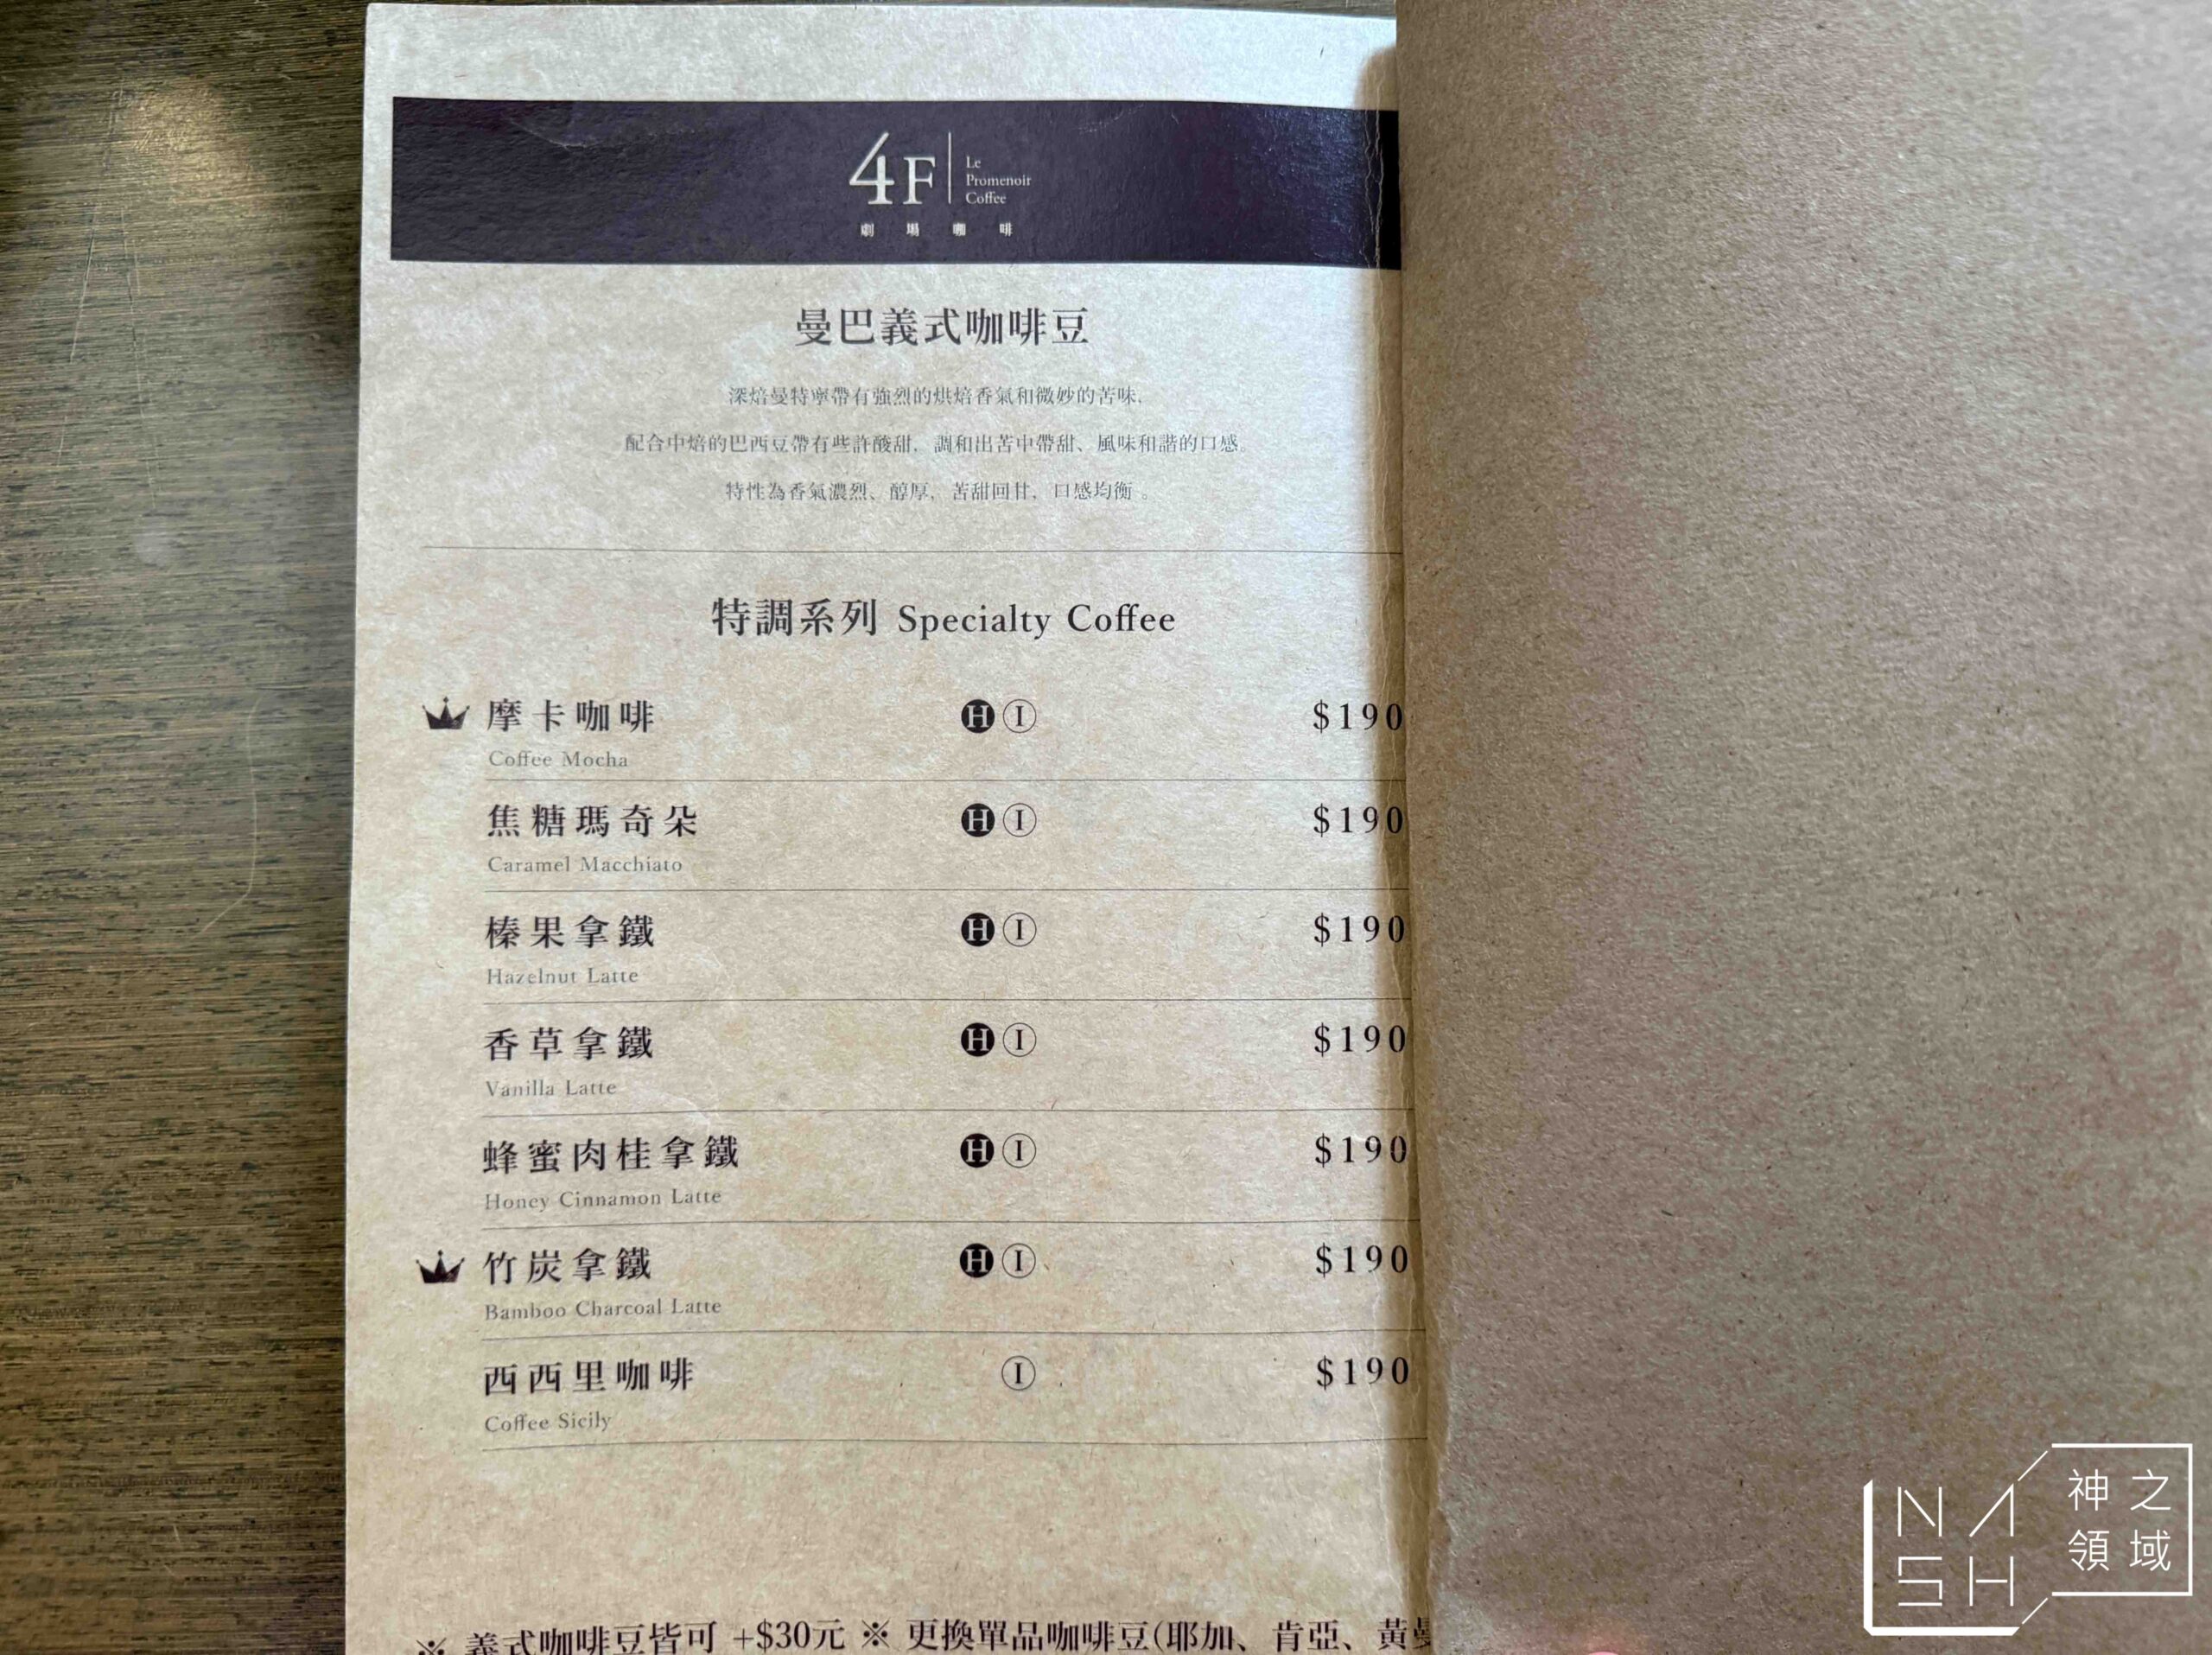 4F
Le
Promenoir
Coffee
劇場咖啡
曼巴義式咖啡豆
深焙曼特寧帶有強烈的烘焙香氣和微妙的苦味,
配合中焙的巴西豆帶有些許酸甜, 調和出苦中帶甜、風味和諧的口感。
特性為香氣濃烈、醇厚, 苦甜回甘, 口感均衡 。
特調系列 Specialty Coffee
摩卡咖啡 H I $190
Coffee Mocha
焦糖瑪奇朵 H I $190
Caramel Macchiato
榛果拿鐵 H I $190
Hazelnut Latte
香草拿鐵 H I $190
Vanilla Latte
蜂蜜肉桂拿鐵 H I $190
Honey Cinnamon Latte
竹炭拿鐵 H I $190
Bamboo Charcoal Latte
西西里咖啡 I $190
Coffee Sicily
※ 義式咖啡豆皆可 +$30元 ※ 更換單品咖啡豆(耶加、肯亞、黃
NASH
神之
領域